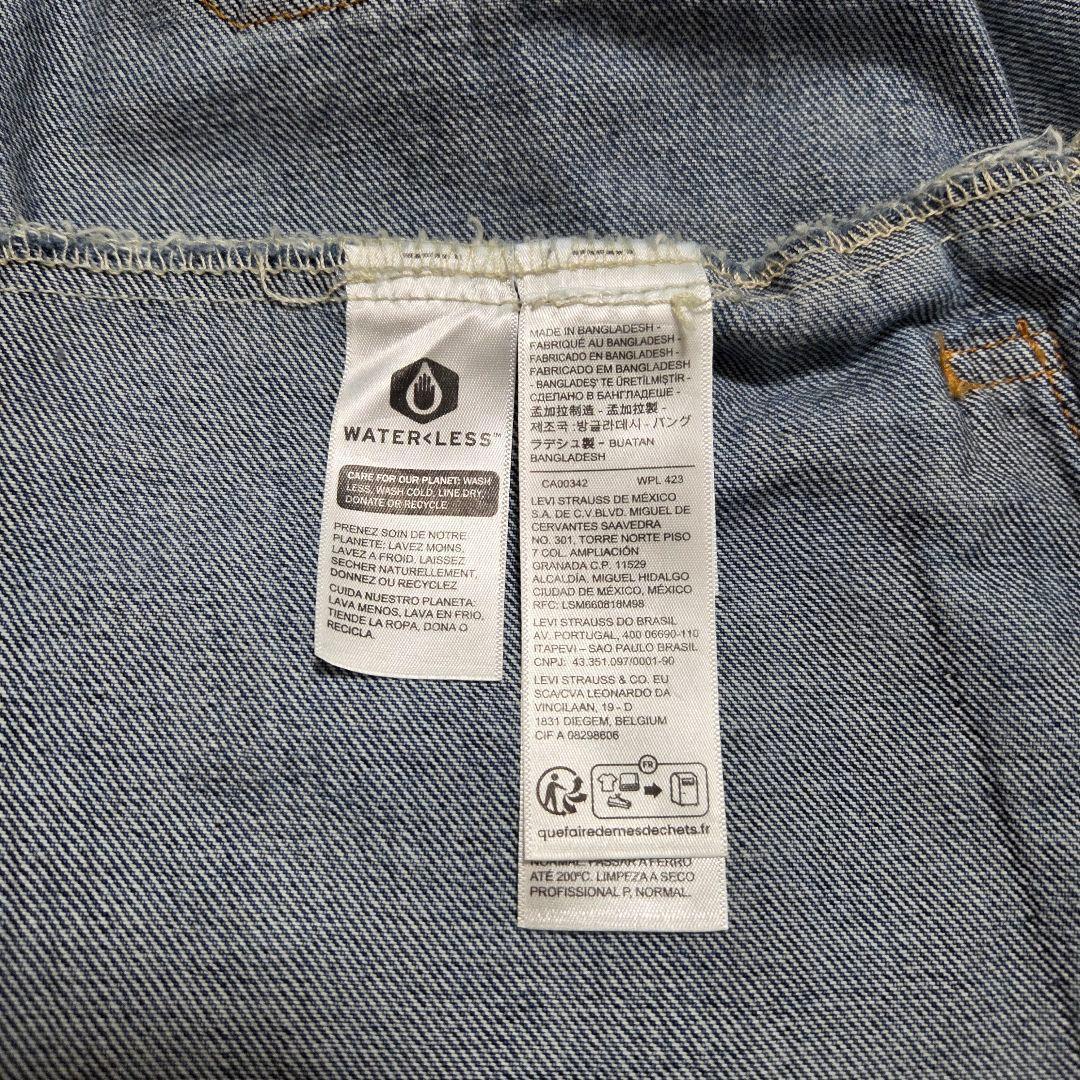 WATER<LESS™
CARE FOR OUR PLANET: WASH
LESS, WASH COLD, LINE DRY,
DONATE OR RECYCLE
PRENEZ SOIN DE NOTRE
PLANETE: LAVEZ MOINS,
LAVEZ A FROID, LAISSEZ
SECHER NATURELLEMENT,
DONNEZ OU RECYCLEZ
CUIDA NUESTRO PLANETA:
LAVA MENOS, LAVA EN FRIO,
TIENDE LA ROPA, DONA O
RECICLA.
MADE IN BANGLADESH -
FABRIQUÉ AU BANGLADESH -
FABRICADO EN BANGLADESH -
FABRICADO EM BANGLADESH
- BANGLADEŞ'TE ÜRETİLMİŞTİR -
СДЕЛАНО В БАНГЛАДЕШЕ -
孟加拉制造 - 孟加拉製 -
제조국 :방글라데시 - バング
ラデシュ製 - BUATAN
BANGLADESH
CA00342 WPL 423
LEVI STRAUSS DE MÉXICO
S.A. DE C.V.BLVD. MIGUEL DE
CERVANTES SAAVEDRA
NO. 301, TORRE NORTE PISO
7 COL. AMPLIACIÓN
GRANADA C.P. 11529
ALCALDÍA. MIGUEL HIDALGO
CIUDAD DE MÉXICO, MÉXICO
RFC: LSM660818M98
LEVI STRAUSS DO BRASIL
AV. PORTUGAL, 400 06690-110
ITAPEVI – SAO PAULO BRASIL
CNPJ: 43.351.097/0001-90
LEVI STRAUSS & CO. EU
SCA/CVA LEONARDO DA
VINCILAAN, 19 - D
1831 DIEGEM, BELGIUM
CIF A 08298606
FR
quefairedemesdechets.fr
NORMAL. PASSAR A FERRO
ATÉ 200ºC. LIMPEZA A SECO
PROFISSIONAL P, NORMAL.